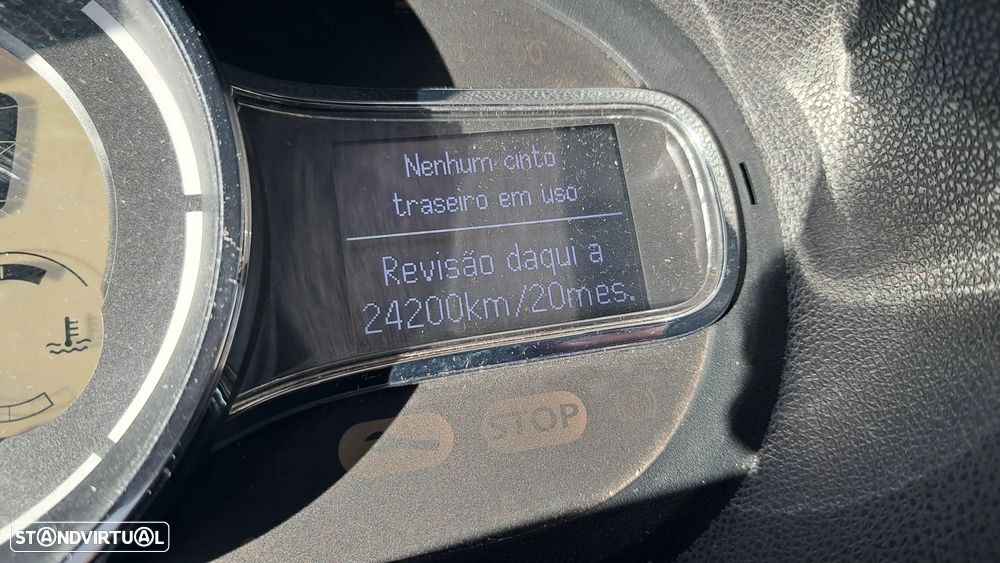 Nenhum cinto
traseiro em uso
Revisão daqui a
24200km/20mes.
STOP
STANDVIRTUAL